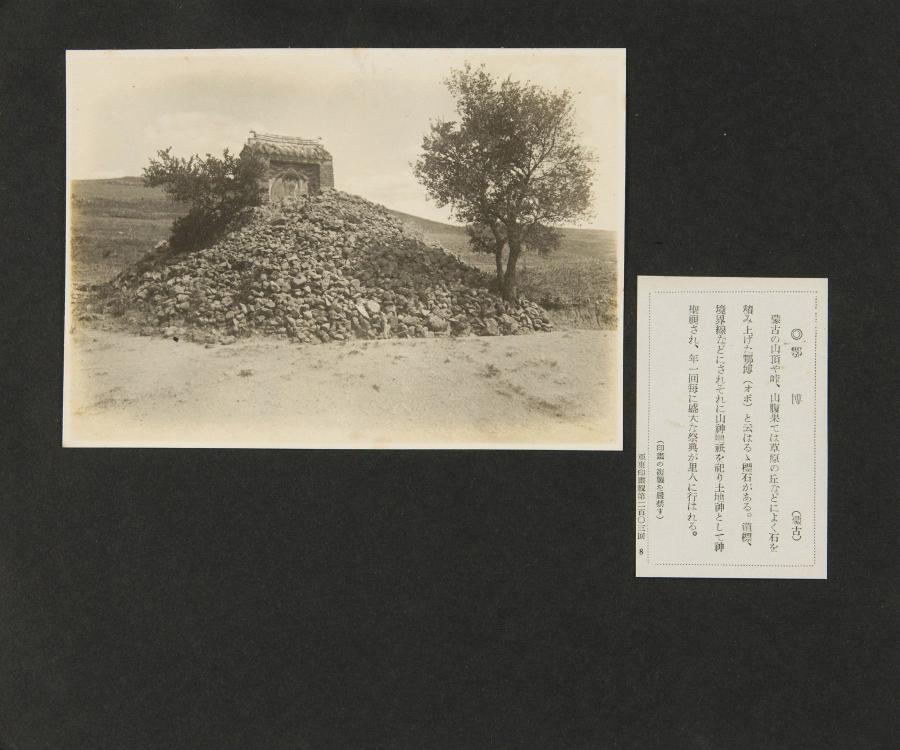 ◎鄂博 (蒙古)
蒙古の山頂や峠、山腹果ては草原の丘などによく石を
積み上げた鄂博（オボ）と云はるゝ標石がある。道標、
境界線などにされそれに山神地祇を祀り土地神として神
聖視され、年一回毎に盛大な祭典が里人に行はれる。
(印畫の複製を嚴禁す)
亞東印畫輯第二百〇三回 8